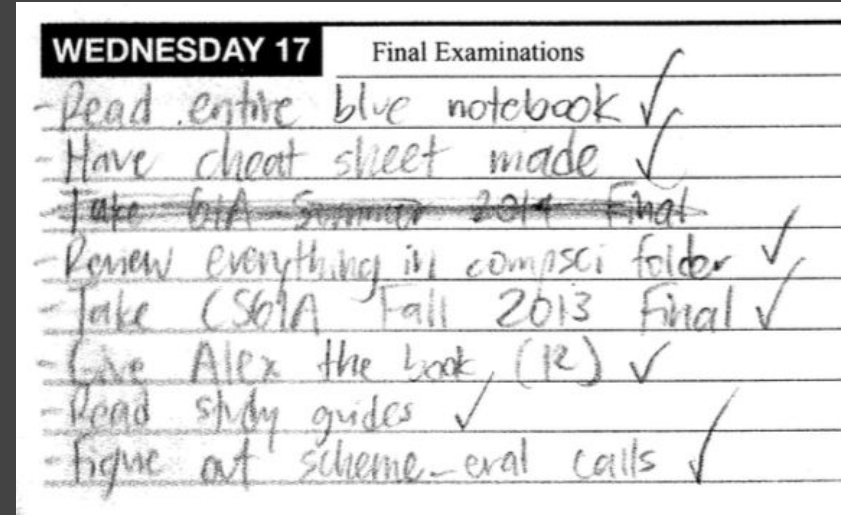 WEDNESDAY 17 Final Examinations
- Read entire blue notebook ✓
- Have cheat sheet made ✓
- Take 61A Summer 2014 Final
- Review everything in compsci folder ✓
- Take CS61A Fall 2013 Final ✓
- Give Alex the book (12) ✓
- Read study guides ✓
- Figure out scheme_eval calls ✓